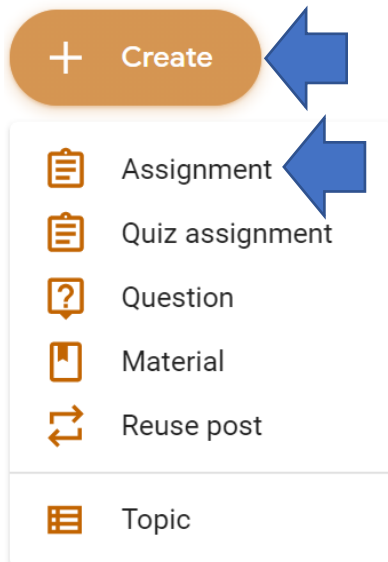 Create
Assignment
Quiz assignment
Question
Material
Reuse post
Topic